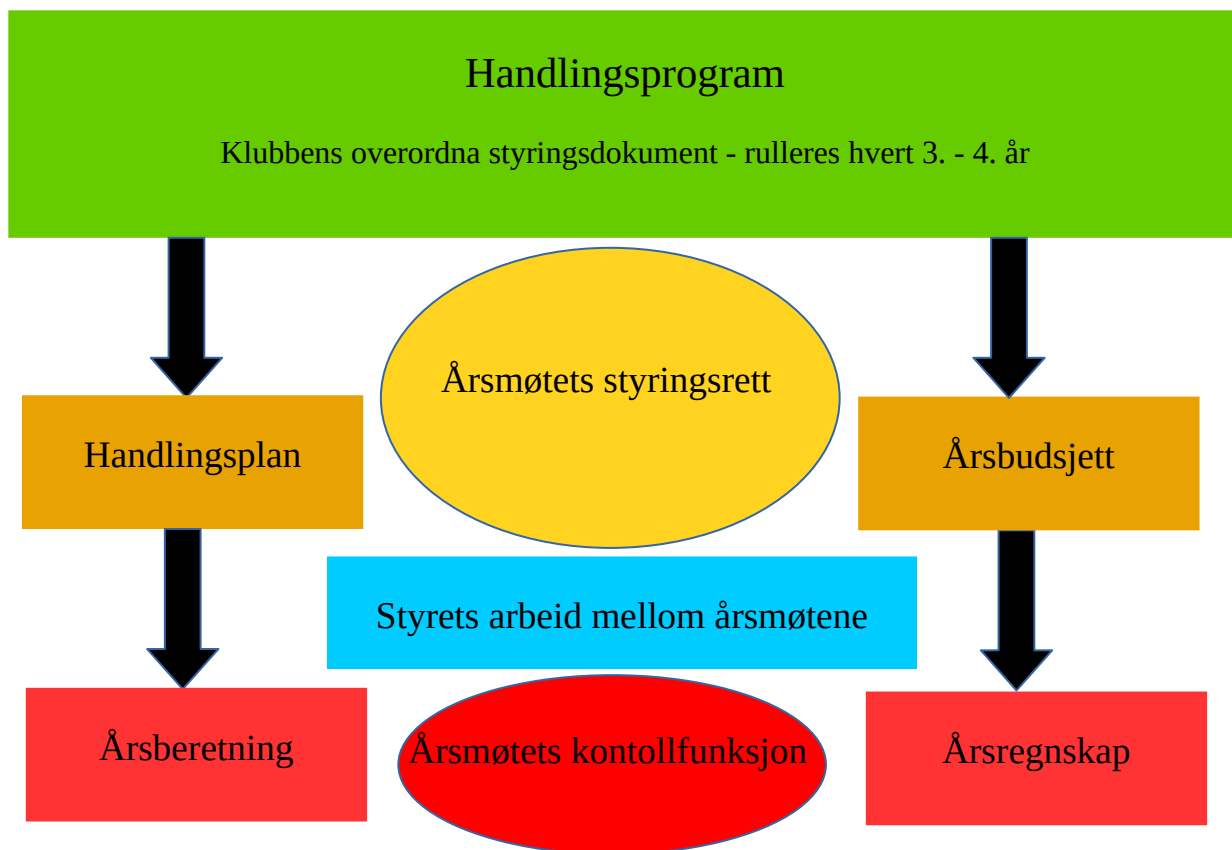 Handlingsprogram
Klubbens overordna styringsdokument - rulleres hvert 3. - 4. år
Årsmøtets styringsrett
Handlingsplan
Årsbudsjett
Styrets arbeid mellom årsmøtene
Årsberetning
Årsmøtets kontollfunksjon
Årsregnskap